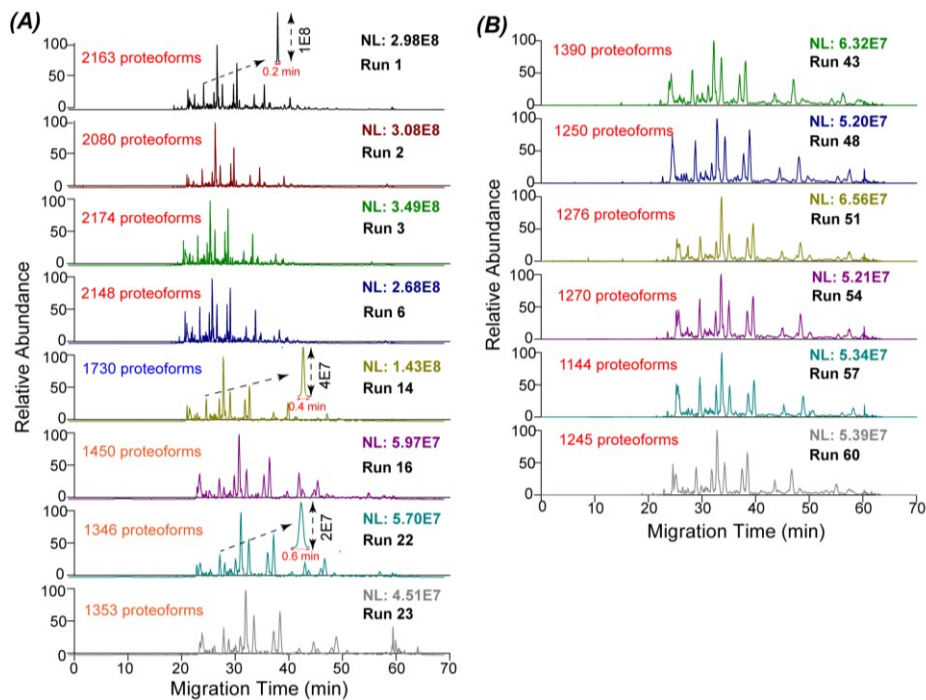 (A)
100
50
0
2163 proteoforms
1E8
0.2 min
NL: 2.98E8
Run 1
100
50
0
2080 proteoforms
NL: 3.08E8
Run 2
100
50
0
2174 proteoforms
NL: 3.49E8
Run 3
100
50
0
2148 proteoforms
NL: 2.68E8
Run 6
100
50
0
1730 proteoforms
4E7
0.4 min
NL: 1.43E8
Run 14
100
50
0
1450 proteoforms
NL: 5.97E7
Run 16
100
50
0
1346 proteoforms
2E7
0.6 min
NL: 5.70E7
Run 22
100
50
0
1353 proteoforms
NL: 4.51E7
Run 23
0 10 20 30 40 50 60 70
Migration Time (min)
Relative Abundance
(B)
100
50
0
1390 proteoforms
NL: 6.32E7
Run 43
100
50
0
1250 proteoforms
NL: 5.20E7
Run 48
100
50
0
1276 proteoforms
NL: 6.56E7
Run 51
100
50
0
1270 proteoforms
NL: 5.21E7
Run 54
100
50
0
1144 proteoforms
NL: 5.34E7
Run 57
100
50
0
1245 proteoforms
NL: 5.39E7
Run 60
0 10 20 30 40 50 60 70
Migration Time (min)
Relative Abundance